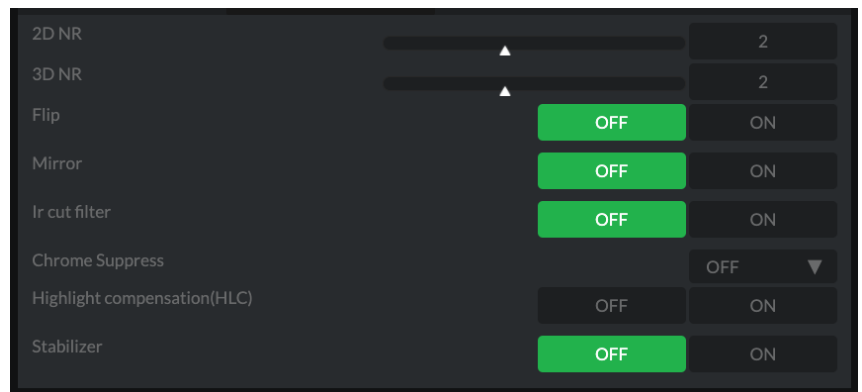 2D NR 2
3D NR 2
Flip OFF ON
Mirror OFF ON
Ir cut filter OFF ON
Chrome Suppress OFF
Highlight compensation(HLC) OFF ON
Stabilizer OFF ON